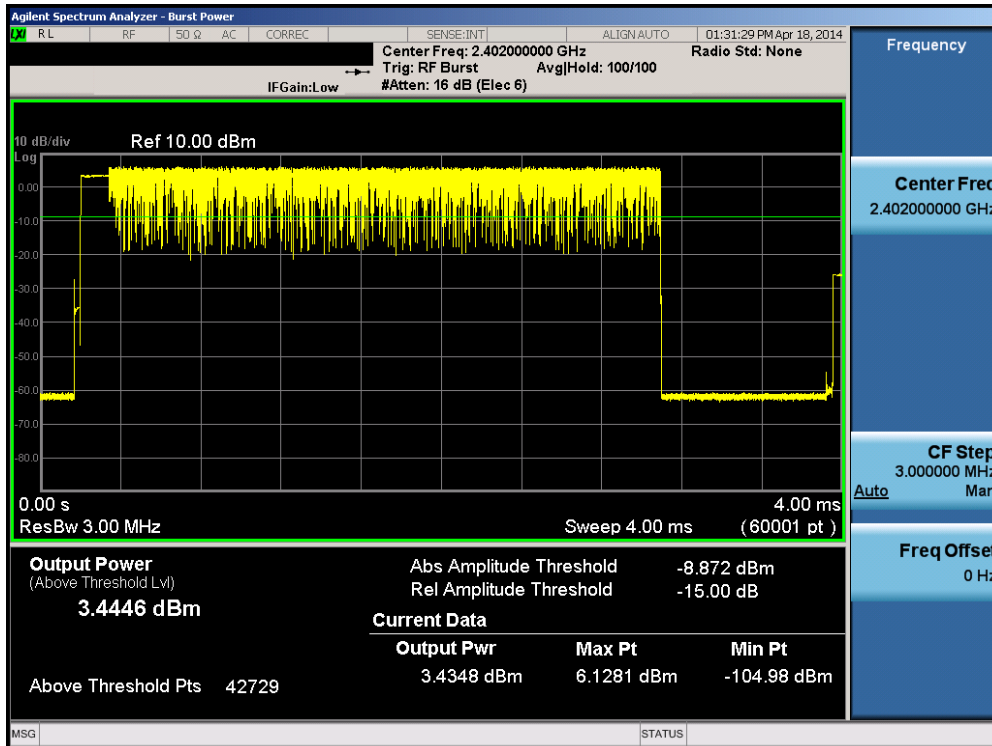 Agilent Spectrum Analyzer - Burst Power
LXI RL RF 50 Ω AC CORREC SENSE:INT ALIGN AUTO 01:31:29 PM Apr 18, 2014
Center Freq: 2.402000000 GHz Radio Std: None
Trig: RF Burst Avg|Hold: 100/100
IFGain:Low #Atten: 16 dB (Elec 6)
10 dB/div Ref 10.00 dBm
Log
0.00
-10.0
-20.0
-30.0
-40.0
-50.0
-60.0
-70.0
-80.0
0.00 s 4.00 ms
ResBw 3.00 MHz Sweep 4.00 ms (60001 pt)
Output Power
(Above Threshold Lvl)
3.4446 dBm
Above Threshold Pts 42729
Abs Amplitude Threshold -8.872 dBm
Rel Amplitude Threshold -15.00 dB
Current Data
Output Pwr Max Pt Min Pt
3.4348 dBm 6.1281 dBm -104.98 dBm
MSG STATUS
Frequency
Center Freq
2.402000000 GHz
CF Step
3.000000 MHz
Auto Man
Freq Offset
0 Hz